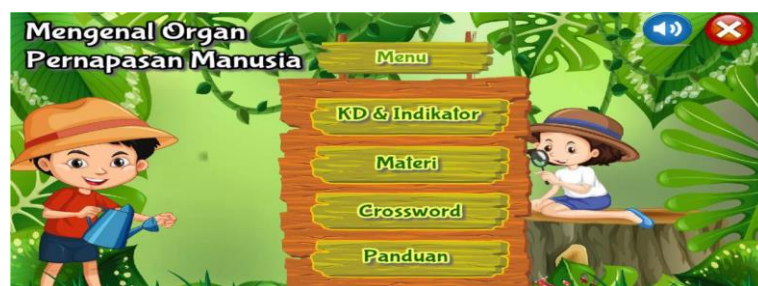 Mengenal Organ
Pernapasan Manusia
Menu
KD & Indikator
Materi
Crossword
Panduan